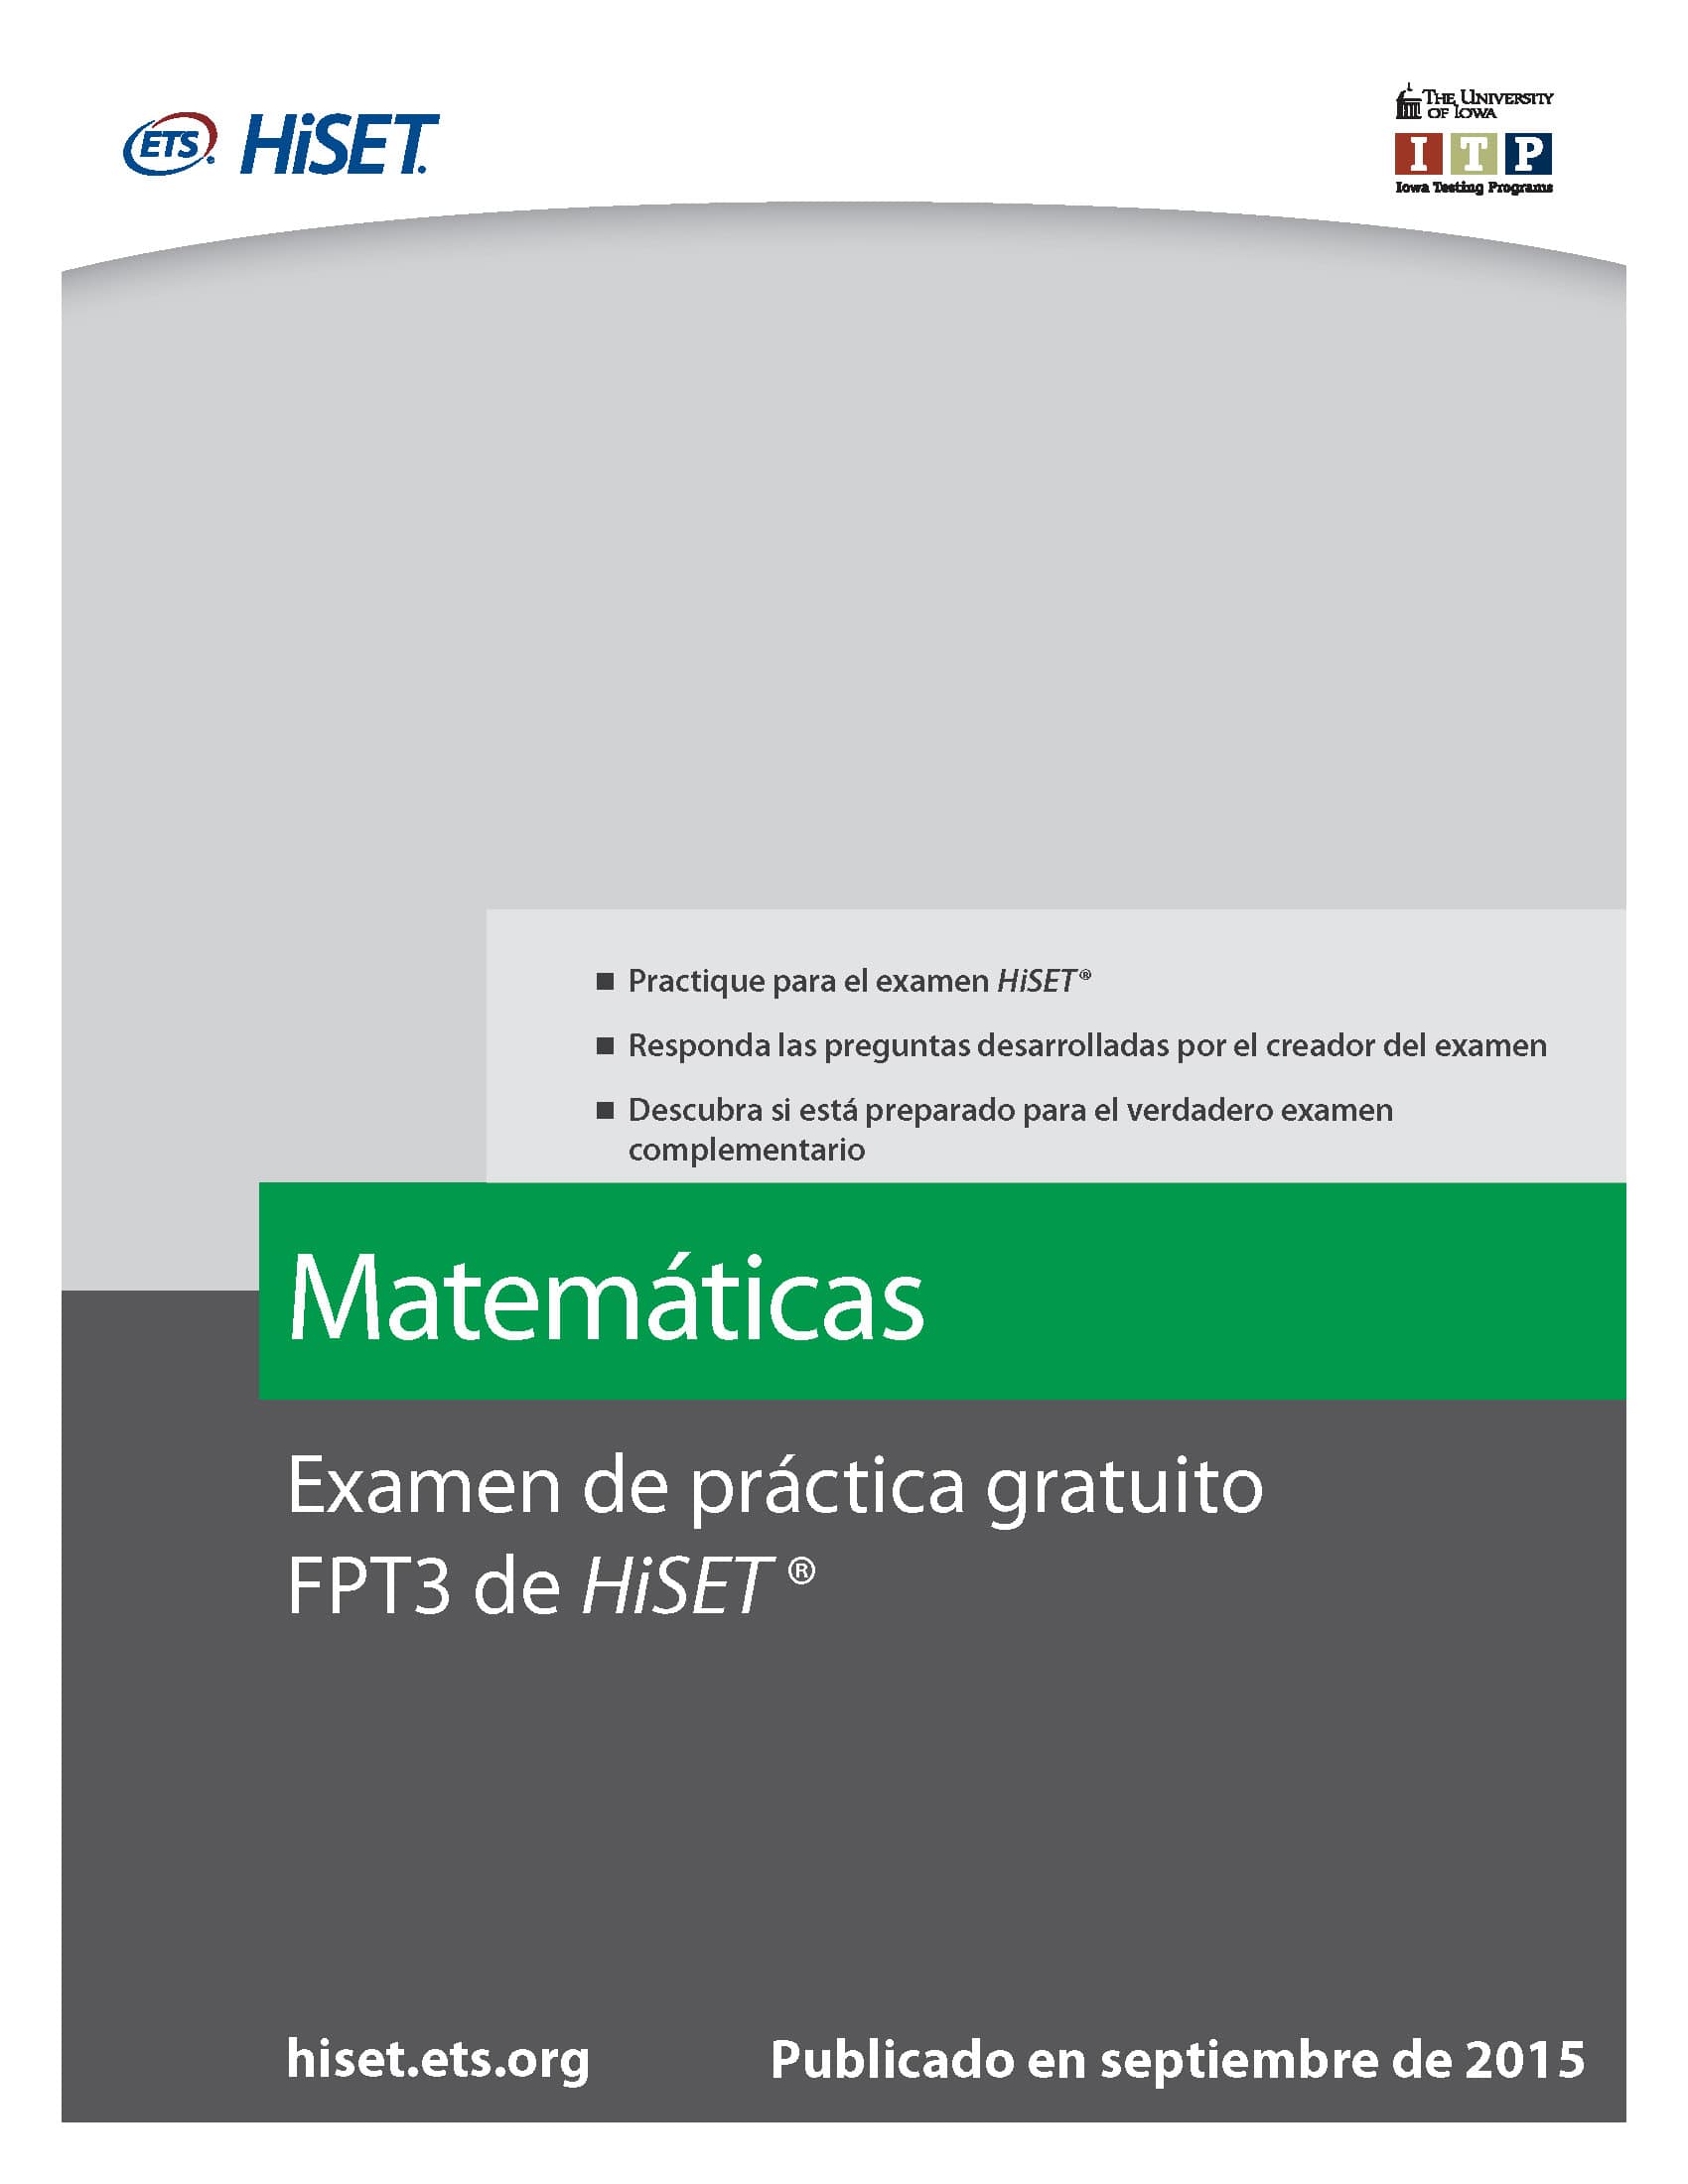 ETS® HiSET®
THE UNIVERSITY
OF IOWA
I T P
Iowa Testing Programs
■ Practique para el examen HiSET®
■ Responda las preguntas desarrolladas por el creador del examen
■ Descubra si está preparado para el verdadero examen
complementario
Matemáticas
Examen de práctica gratuito
FPT3 de HiSET®
hiset.ets.org Publicado en septiembre de 2015